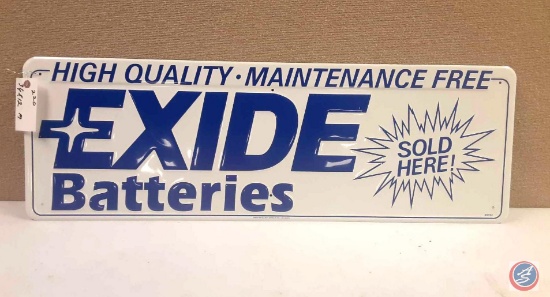 HIGH QUALITY • MAINTENANCE FREE
EXIDE
SOLD
HERE!
Batteries